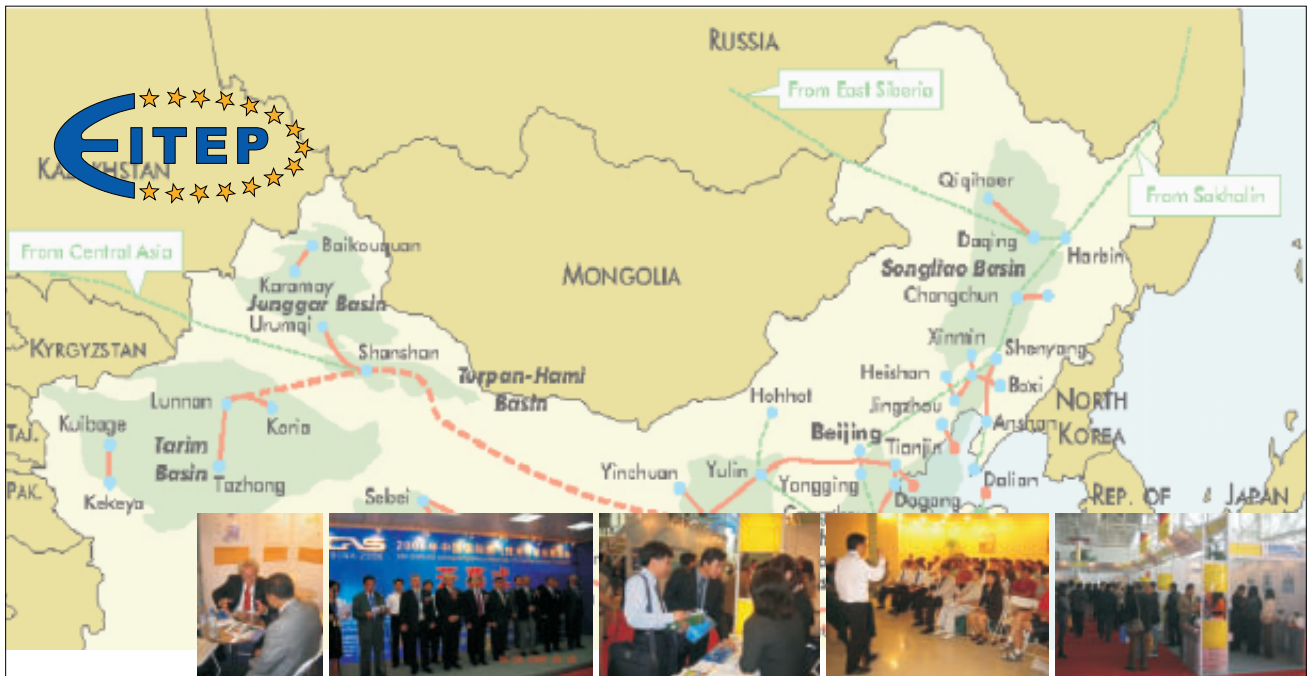 RUSSIA
From East Siberia
EITEP
KAZAKHSTAN
Qiqihaer
From Sakhalin
From Central Asia
Baikouquan
Daqing
Harbin
Songliao Basin
MONGOLIA
Karamay
Junggar Basin
Changchun
Urumqi
Xinmin
Shenyang
KYRGYZSTAN
Shanshan
Turpan-Hami
Basin
Heishan
Boxi
Lunnan
Hohhot
Jingzhou
NORTH
KOREA
Kuibage
Korla
Beijing
Anshan
TAJ.
Tarim
Basin
Tianjin
Yinchuan
Yulin
Yongqing
Dalian
PAK.
Kekeya
Tazhong
Sebei
Dagang
REP. OF
JAPAN